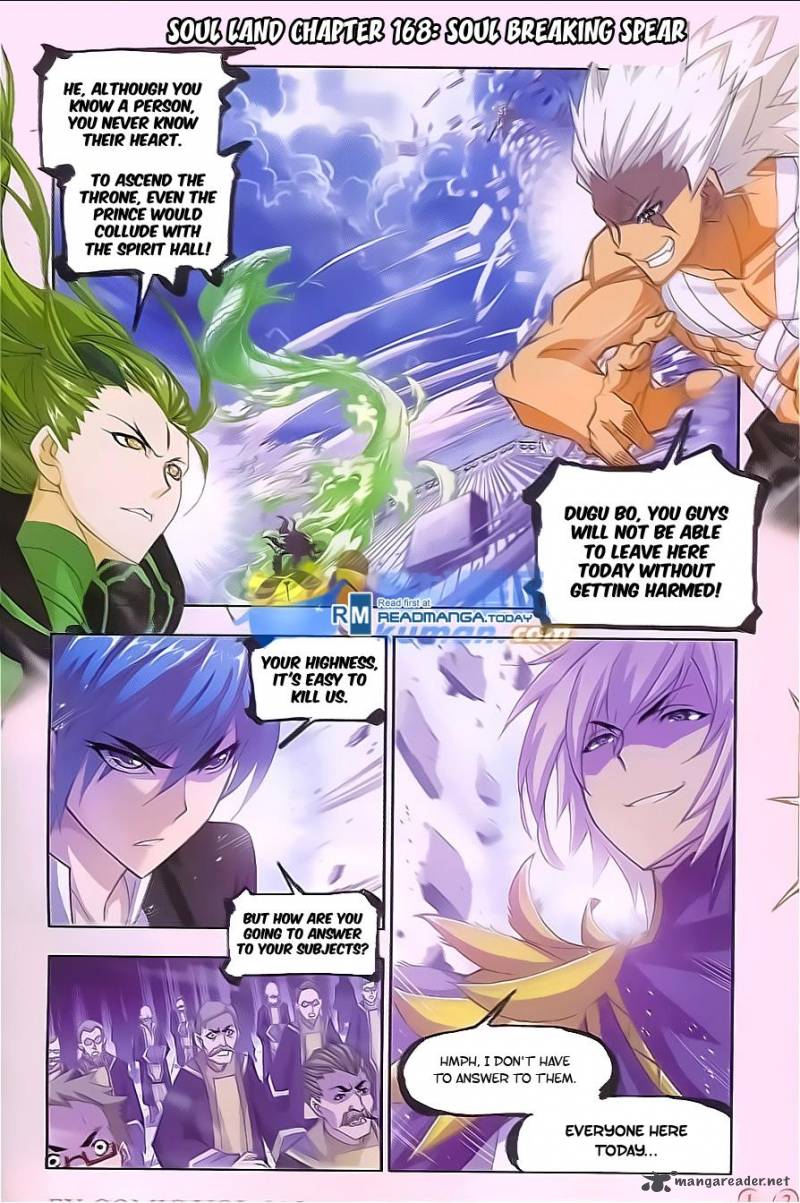 SOUL LAND CHAPTER 168: SOUL BREAKING SPEAR
HE, ALTHOUGH YOU
KNOW A PERSON,
YOU NEVER KNOW
THEIR HEART.
TO ASCEND THE
THRONE, EVEN THE
PRINCE WOULD
COLLUDE WITH
THE SPIRIT HALL!
DUGU BO, YOU GUYS
WILL NOT BE ABLE
TO LEAVE HERE
TODAY WITHOUT
GETTING HARMED!
RM Read first at
READMANGA.TODAY
KUMAN.COM
YOUR HIGHNESS,
IT'S EASY TO
KILL US.
BUT HOW ARE YOU
GOING TO ANSWER
TO YOUR SUBJECTS?
HMPH, I DON'T HAVE
TO ANSWER TO THEM.
EVERYONE HERE
TODAY...
mangareader.net